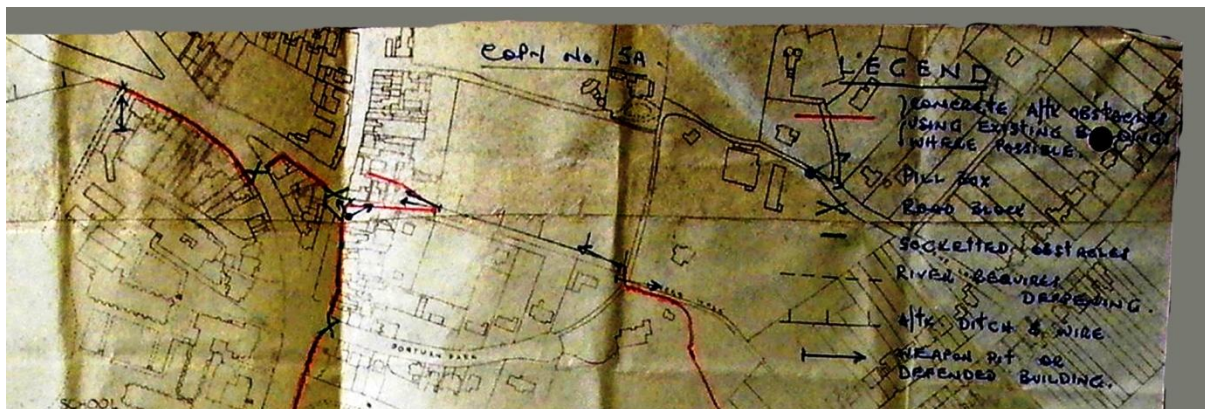 COPY NO. 5A.
LEGEND
CONCRETE A/TK OBSTACLES
USING EXISTING
WHERE POSSIBLE.
PILL BOX
ROAD BLOCK
SOCKETTED OBSTACLES
RIVER REQUIRES
DEEPENING.
A/TK DITCH & WIRE.
WEAPON PIT OR
DEFENDED BUILDING.
PORTMAN PARK
SCHOOL